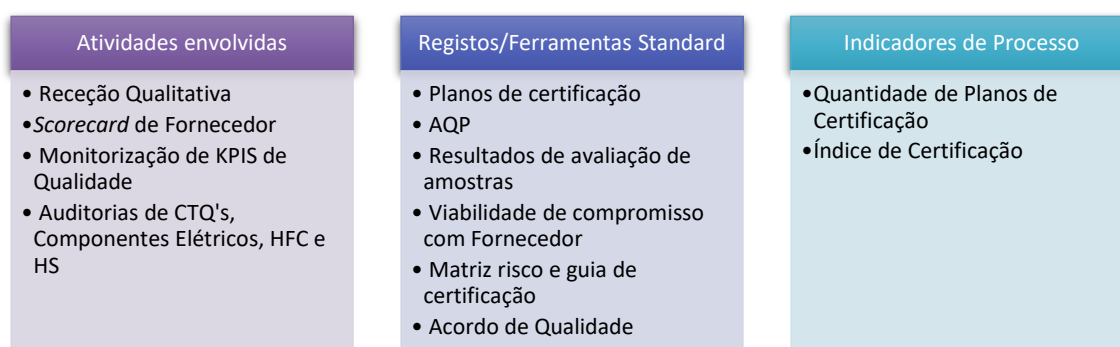 Atividades envolvidas
• Receção Qualitativa
•Scorecard de Fornecedor
• Monitorização de KPIS de
Qualidade
• Auditorias de CTQ's,
Componentes Elétricos, HFC e
HS
Registos/Ferramentas Standard
• Planos de certificação
• AQP
• Resultados de avaliação de
amostras
• Viabilidade de compromisso
com Fornecedor
• Matriz risco e guia de
certificação
• Acordo de Qualidade
Indicadores de Processo
•Quantidade de Planos de
Certificação
•Índice de Certificação